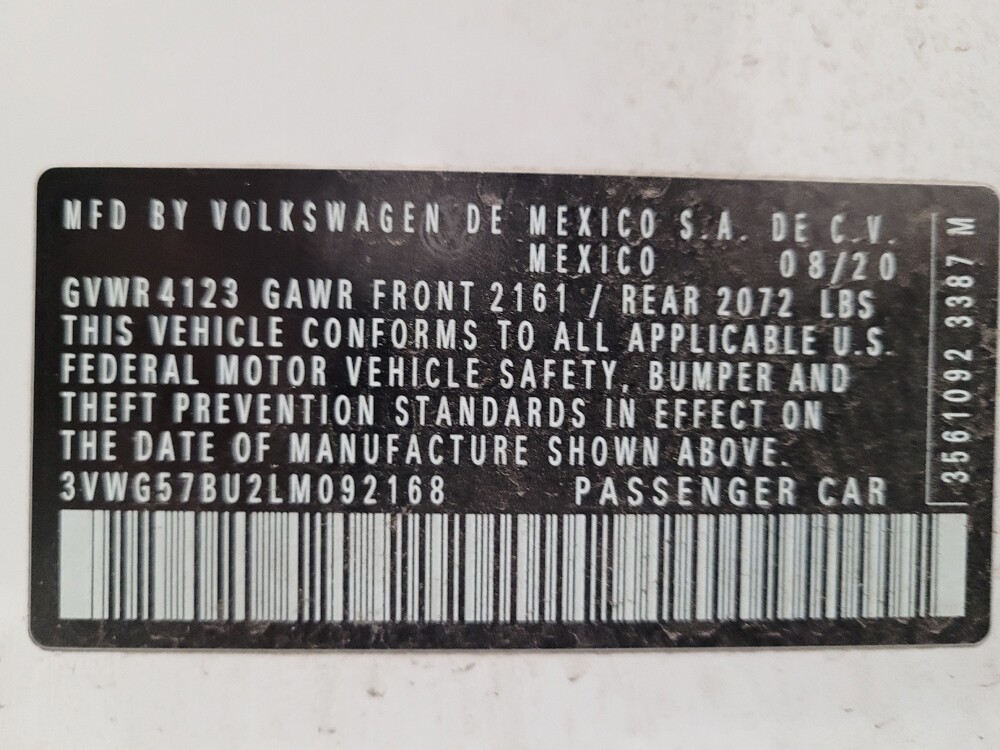 MFD BY VOLKSWAGEN DE MEXICO S.A. DE C.V.
MEXICO 08/20
GVWR 4123 GAWR FRONT 2161 / REAR 2072 LBS
THIS VEHICLE CONFORMS TO ALL APPLICABLE U.S.
FEDERAL MOTOR VEHICLE SAFETY, BUMPER AND
THEFT PREVENTION STANDARDS IN EFFECT ON
THE DATE OF MANUFACTURE SHOWN ABOVE.
3VWG57BU2LM092168 PASSENGER CAR
3561092 3387 M